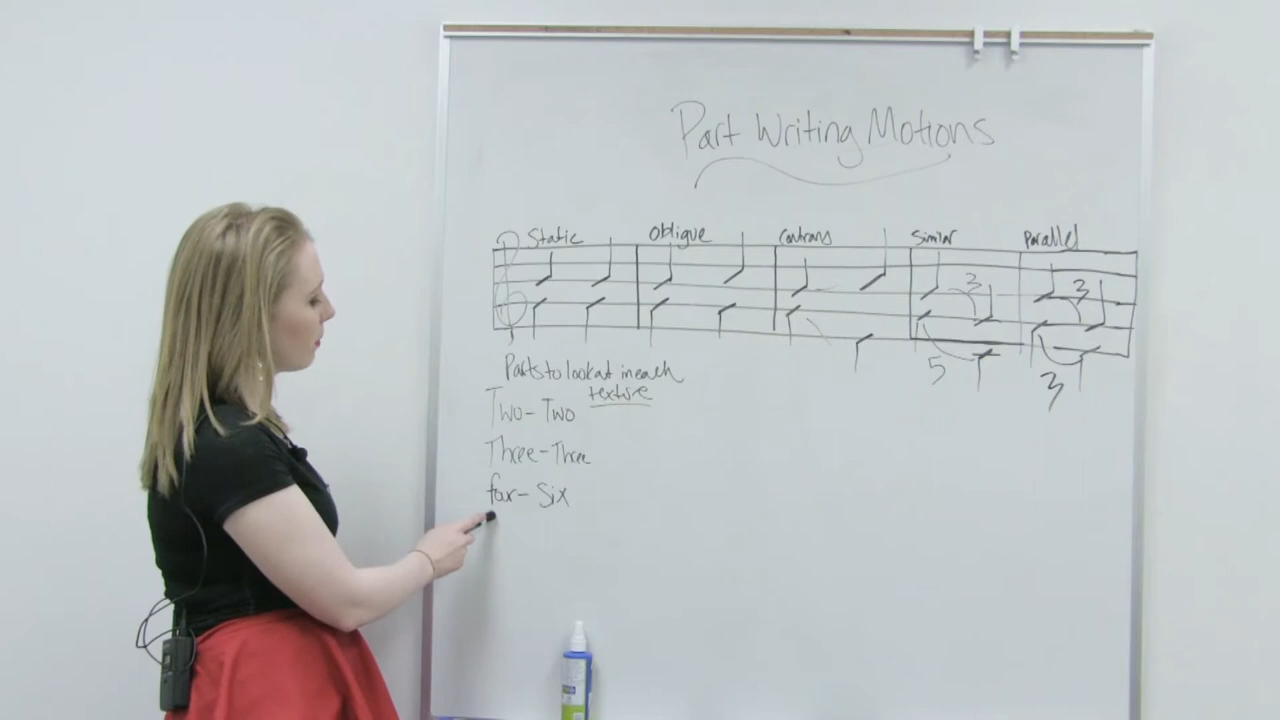 Part Writing Motions
Static Oblique Contrary Similar Parallel
3 3
5 3
Parts to look at in each
texture
Two - Two
Three - Three
four - Six